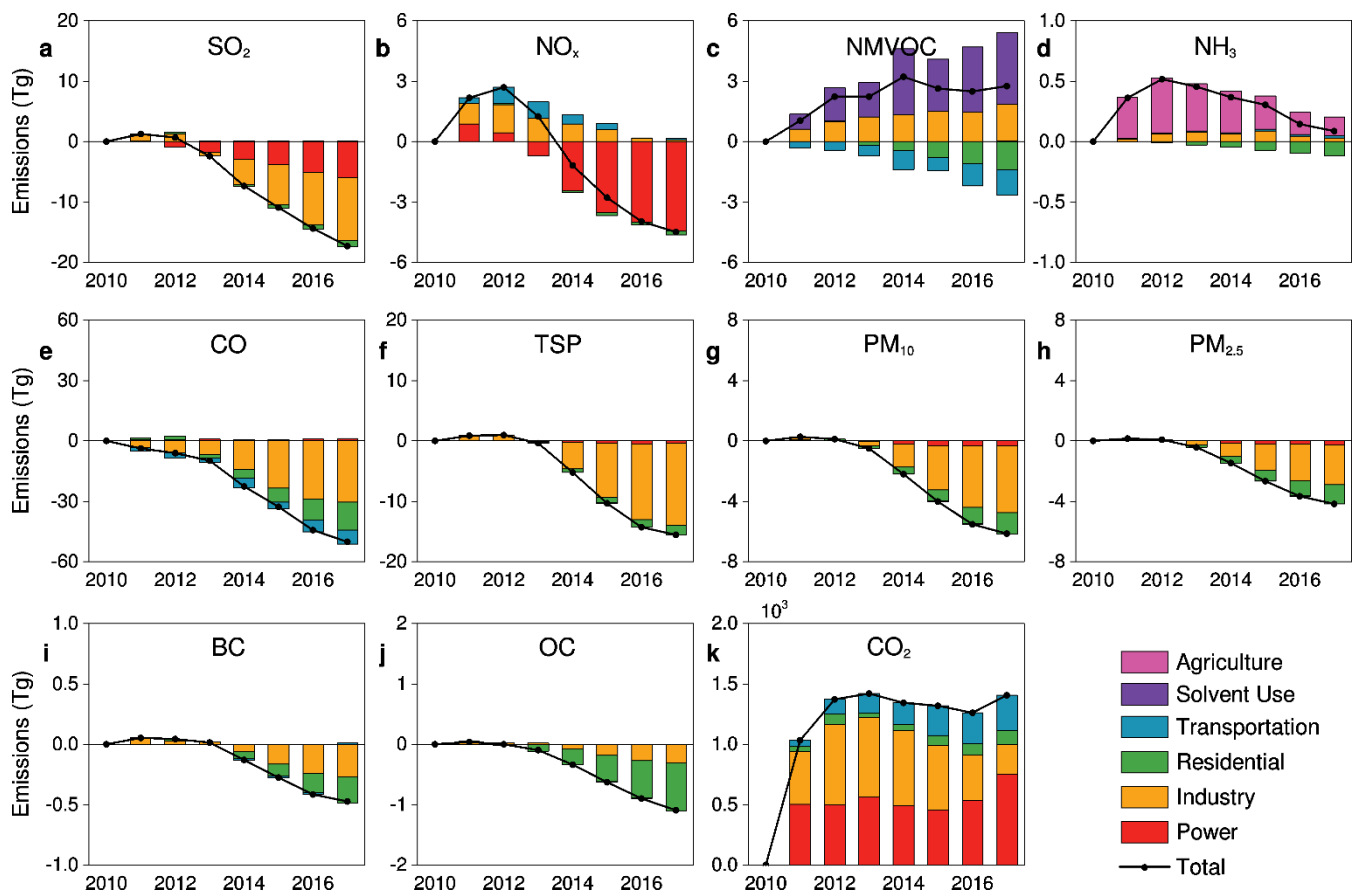 a SO₂
b NOₓ
c NMVOC
d NH₃
Emissions (Tg)
20
10
0
-10
-20
6
3
0
-3
-6
6
3
0
-3
-6
1.0
0.5
0.0
-0.5
-1.0
2010 2012 2014 2016
2010 2012 2014 2016
2010 2012 2014 2016
2010 2012 2014 2016
e CO
f TSP
g PM₁₀
h PM₂.₅
Emissions (Tg)
60
30
0
-30
-60
20
10
0
-10
-20
8
4
0
-4
-8
8
4
0
-4
-8
2010 2012 2014 2016
2010 2012 2014 2016
2010 2012 2014 2016
2010 2012 2014 2016
i BC
j OC
k CO₂
10³
Emissions (Tg)
1.0
0.5
0.0
-0.5
-1.0
2
1
0
-1
-2
2.0
1.5
1.0
0.5
0.0
2010 2012 2014 2016
2010 2012 2014 2016
2010 2012 2014 2016
Agriculture
Solvent Use
Transportation
Residential
Industry
Power
Total